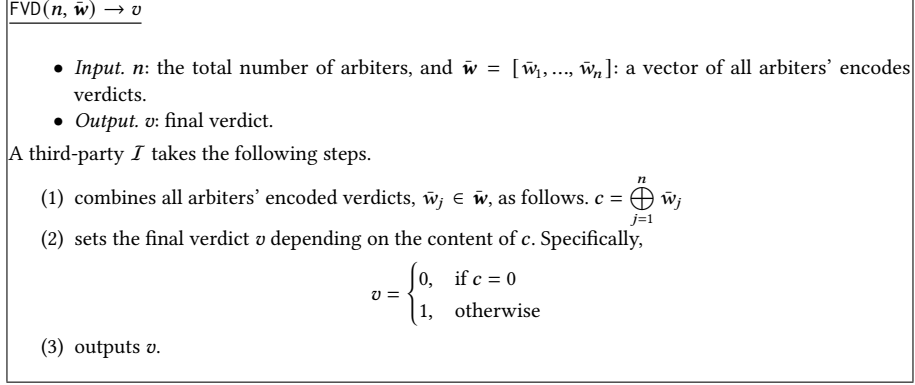 FVD(n, w̄) → v
• Input. n: the total number of arbiters, and w̄ = [w̄₁, ..., w̄ₙ]: a vector of all arbiters' encodes
verdicts.
• Output. v: final verdict.
A third-party I takes the following steps.
(1) combines all arbiters' encoded verdicts, w̄ⱼ ∈ w̄, as follows. c = ⨁ⁿⱼ₌₁ w̄ⱼ
(2) sets the final verdict v depending on the content of c. Specifically,
v = { 0, if c = 0
1, otherwise
(3) outputs v.